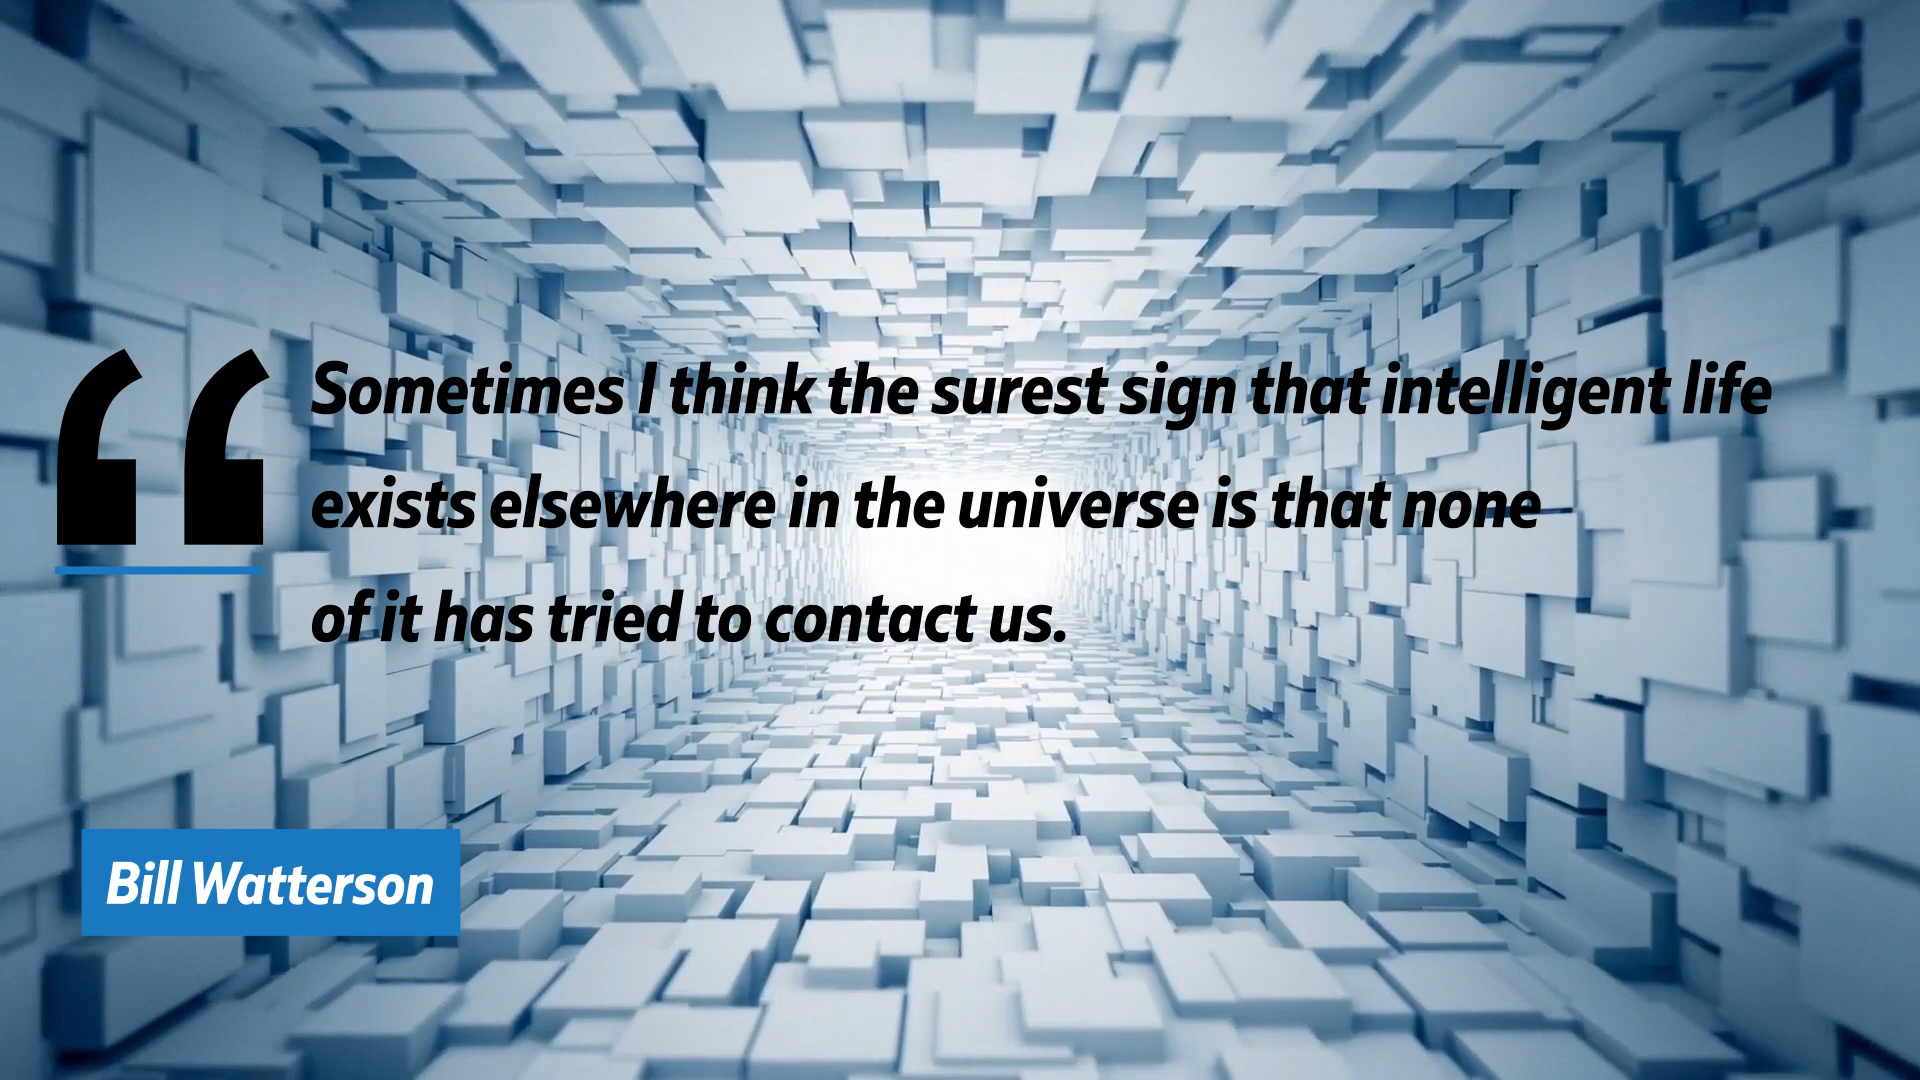 “
Sometimes I think the surest sign that intelligent life
exists elsewhere in the universe is that none
of it has tried to contact us.
Bill Watterson